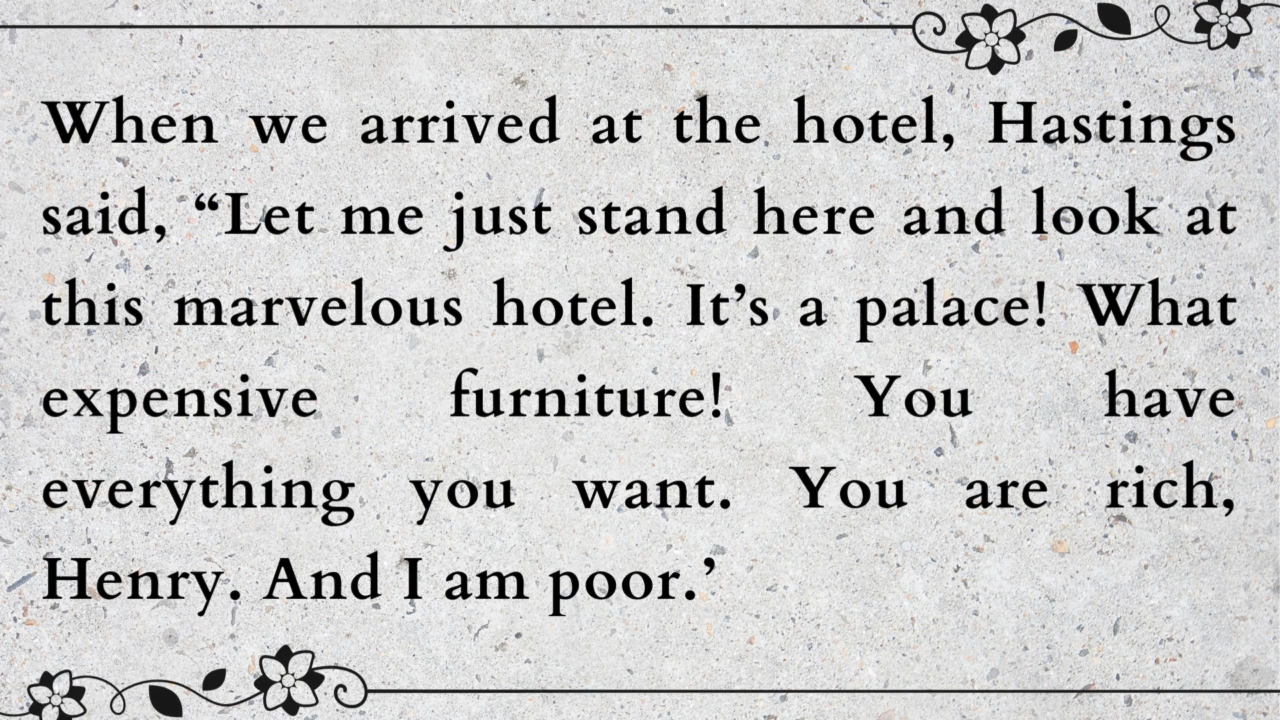 When we arrived at the hotel, Hastings
said, “Let me just stand here and look at
this marvelous hotel. It’s a palace! What
expensive furniture! You have
everything you want. You are rich,
Henry. And I am poor.’